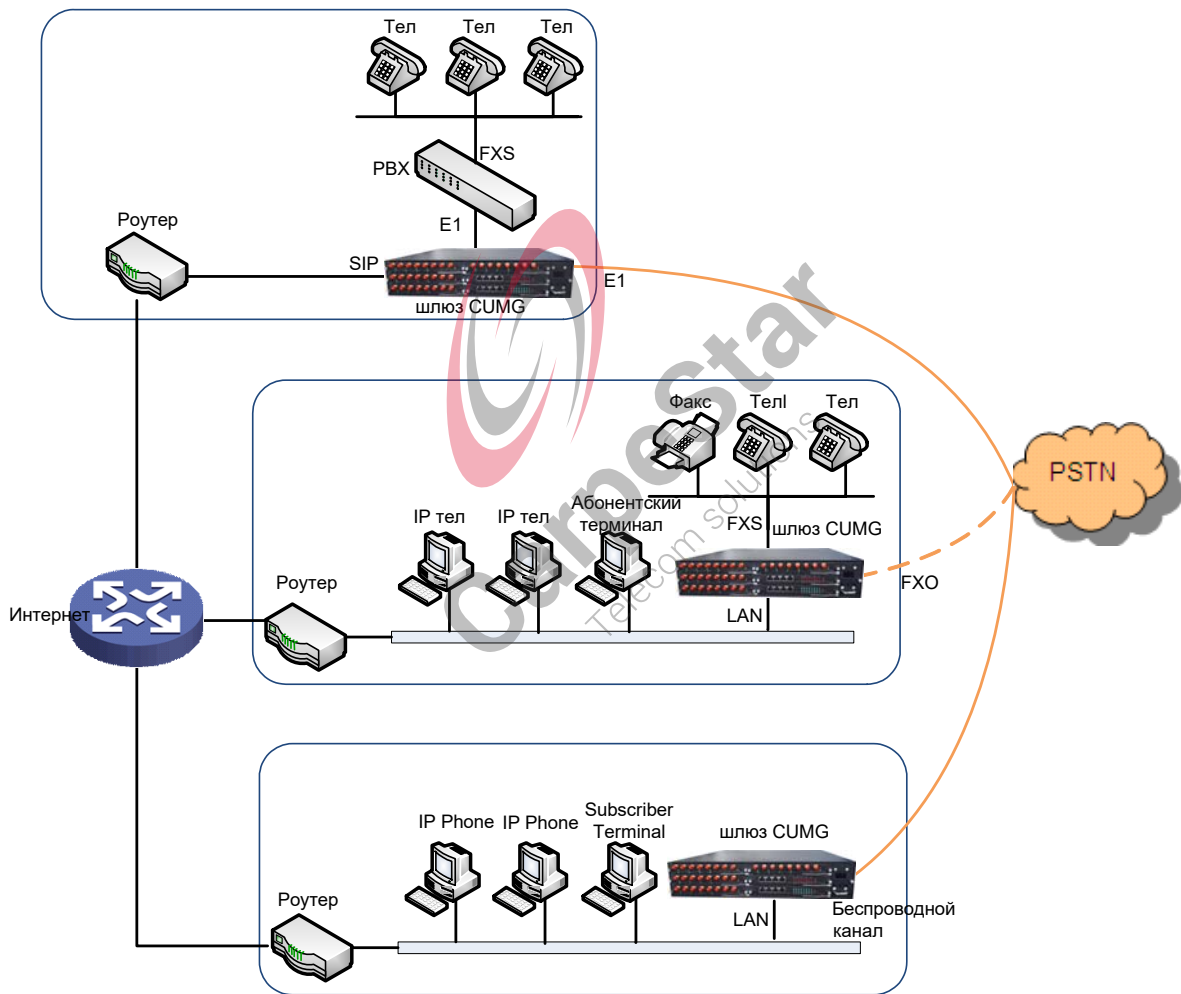 Тел
Тел
Тел
FXS
PBX
E1
Роутер
SIP
E1
шлюз CUMG
CarpeStar
Telecom solutions
Факс
Телl
Тел
PSTN
IP тел
IP тел
Абонентский
терминал
FXS
шлюз CUMG
Роутер
FXO
Интернет
LAN
IP Phone
IP Phone
Subscriber
Terminal
шлюз CUMG
Роутер
LAN
Беспроводной
канал